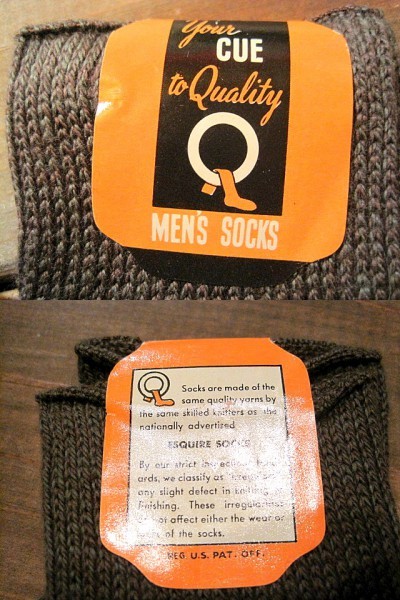 Your
CUE
to Quality
MEN'S SOCKS
Socks are made of the
same quality yarns by
the same skilled knitters as the
nationally advertized
ESQUIRE SOCKS
By our strict
ards, we classify as
any slight defect in
finishing. These irregularities
not affect either the wear or
of the socks.
REG. U.S. PAT. OFF.